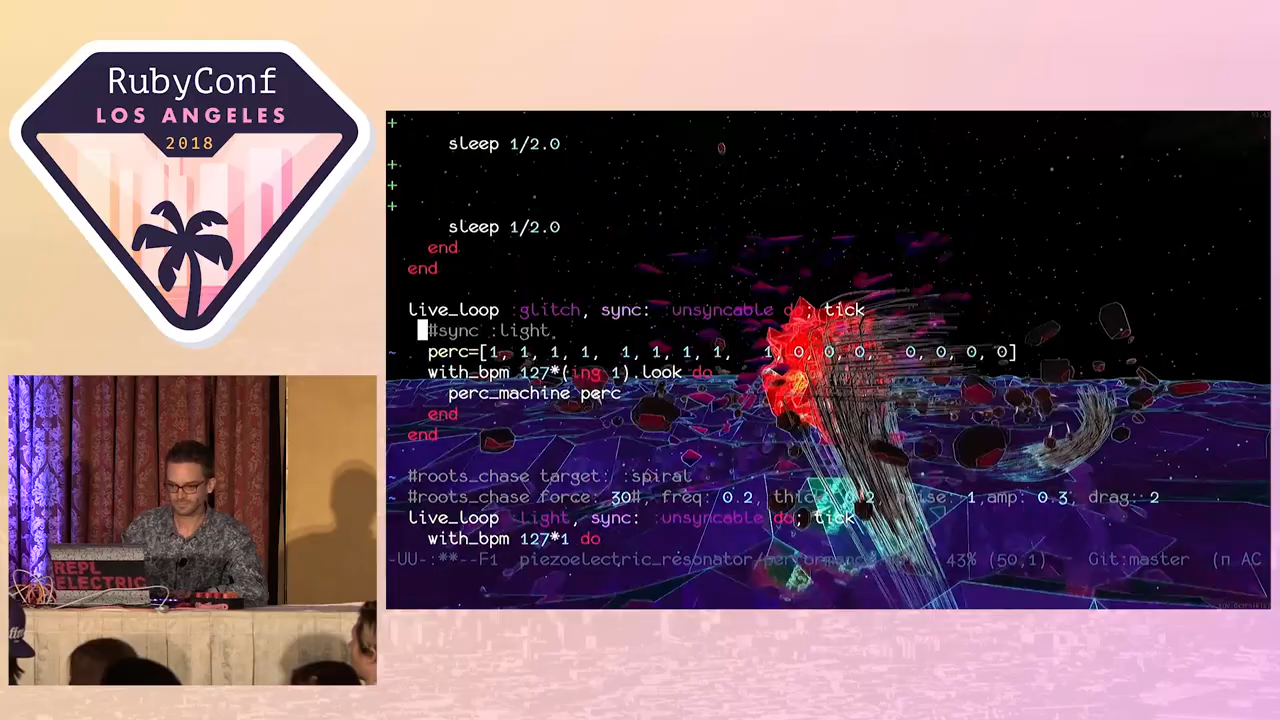 RubyConf
LOS ANGELES
2018
sleep 1/2.0
sleep 1/2.0
end
end
live_loop :glitch, sync: :unsyncable do; tick
#sync :light
perc=[1, 1, 1, 1, 1, 1, 1, 1, 1, 0, 0, 0, 0, 0, 0, 0]
with_bpm 127*(ing 1).look do
perc_machine perc
end
end
#roots_chase target: :spiral
#roots_chase force: 30#, freq: 0.2, thick: 0.2, noise: 1,amp: 0.3, drag: 2
live_loop :light, sync: :unsyncable do; tick
with_bpm 127*1 do
-UU-:**--F1 piezoelectric_resonator/performance 43% (50,1) Git:master AC
REPL
ELECTRIC